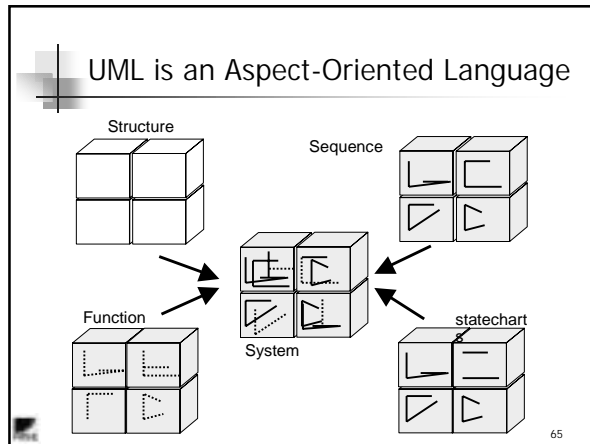 UML is an Aspect-Oriented Language
Structure
Sequence
Function
System
statechart
s
65